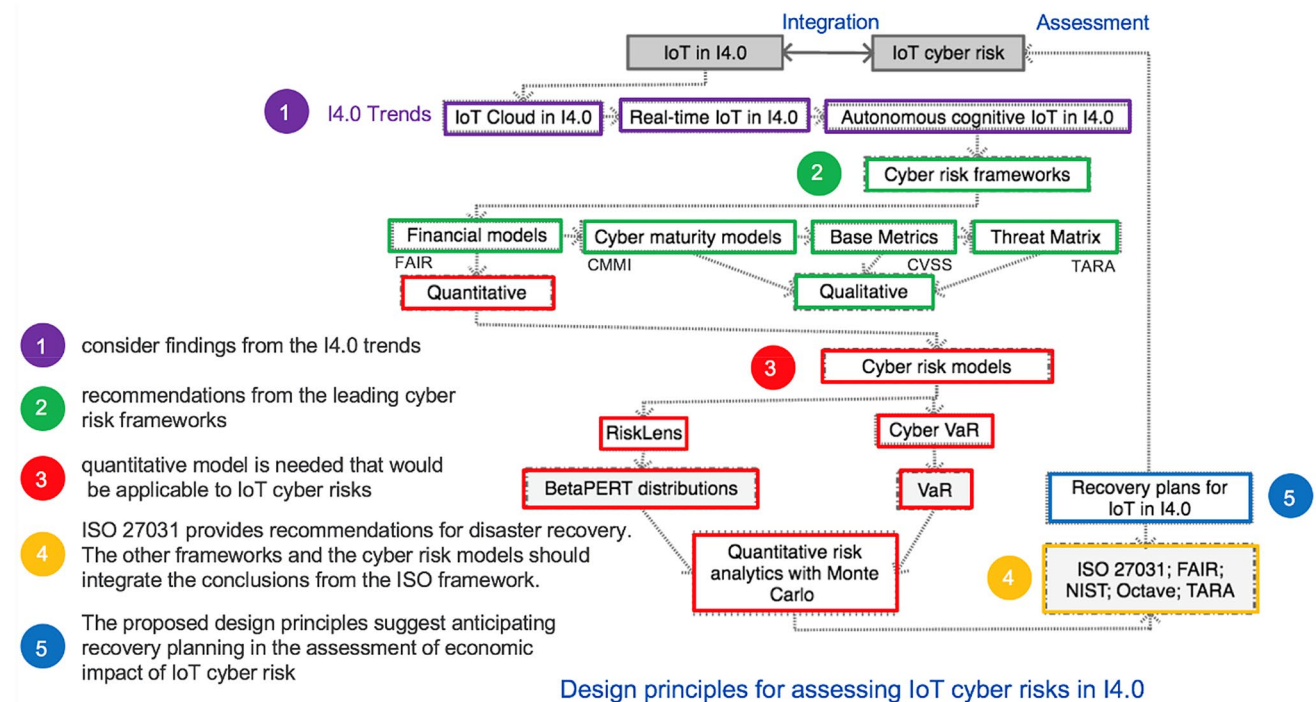 Integration
Assessment
IoT in I4.0
IoT cyber risk
1
I4.0 Trends
IoT Cloud in I4.0
Real-time IoT in I4.0
Autonomous cognitive IoT in I4.0
2
Cyber risk frameworks
Financial models
Cyber maturity models
Base Metrics
Threat Matrix
FAIR
CMMI
CVSS
TARA
Quantitative
Qualitative
1
consider findings from the I4.0 trends
2
recommendations from the leading cyber
risk frameworks
3
quantitative model is needed that would
be applicable to IoT cyber risks
4
ISO 27031 provides recommendations for disaster recovery.
The other frameworks and the cyber risk models should
integrate the conclusions from the ISO framework.
5
The proposed design principles suggest anticipating
recovery planning in the assessment of economic
impact of IoT cyber risk
3
Cyber risk models
RiskLens
Cyber VaR
BetaPERT distributions
VaR
Quantitative risk
analytics with Monte
Carlo
Recovery plans for
IoT in I4.0
5
4
ISO 27031; FAIR;
NIST; Octave; TARA
Design principles for assessing IoT cyber risks in I4.0